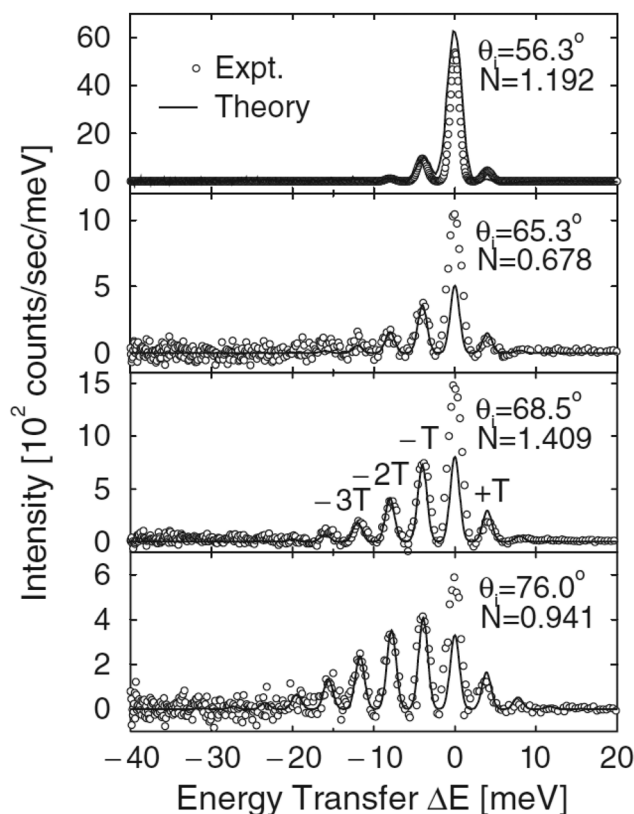 60
40
20
0
Expt.
Theory
θi=56.3°
N=1.192
10
5
0
θi=65.3°
N=0.678
15
10
5
0
−3T
−2T
−T
+T
θi=68.5°
N=1.409
6
4
2
0
θi=76.0°
N=0.941
−40 −30 −20 −10 0 10 20
Energy Transfer ΔE [meV]
Intensity [10² counts/sec/meV]